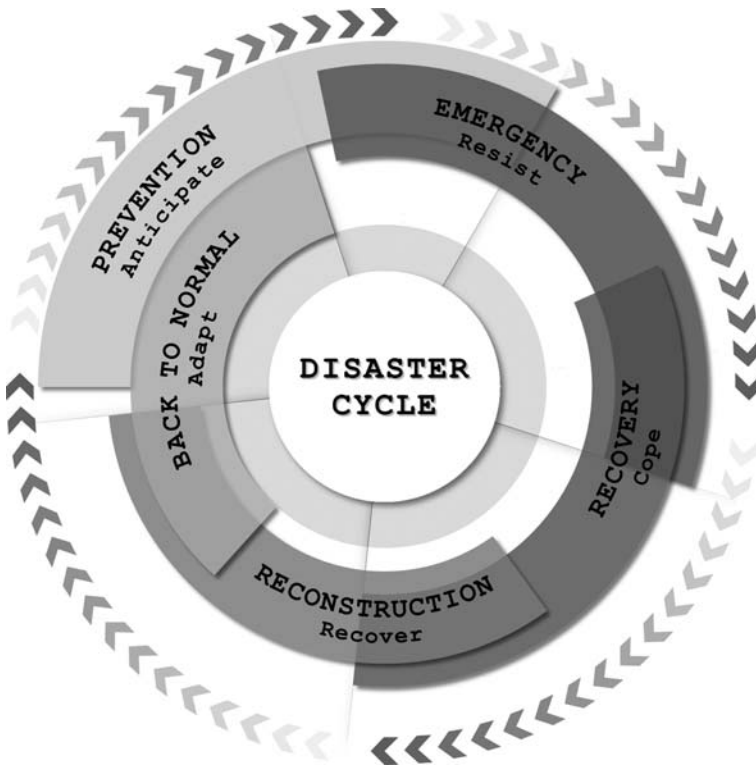 DISASTER
CYCLE
PREVENTION
Anticipate
EMERGENCY
Resist
RECOVERY
Cope
RECONSTRUCTION
Recover
BACK TO NORMAL
Adapt